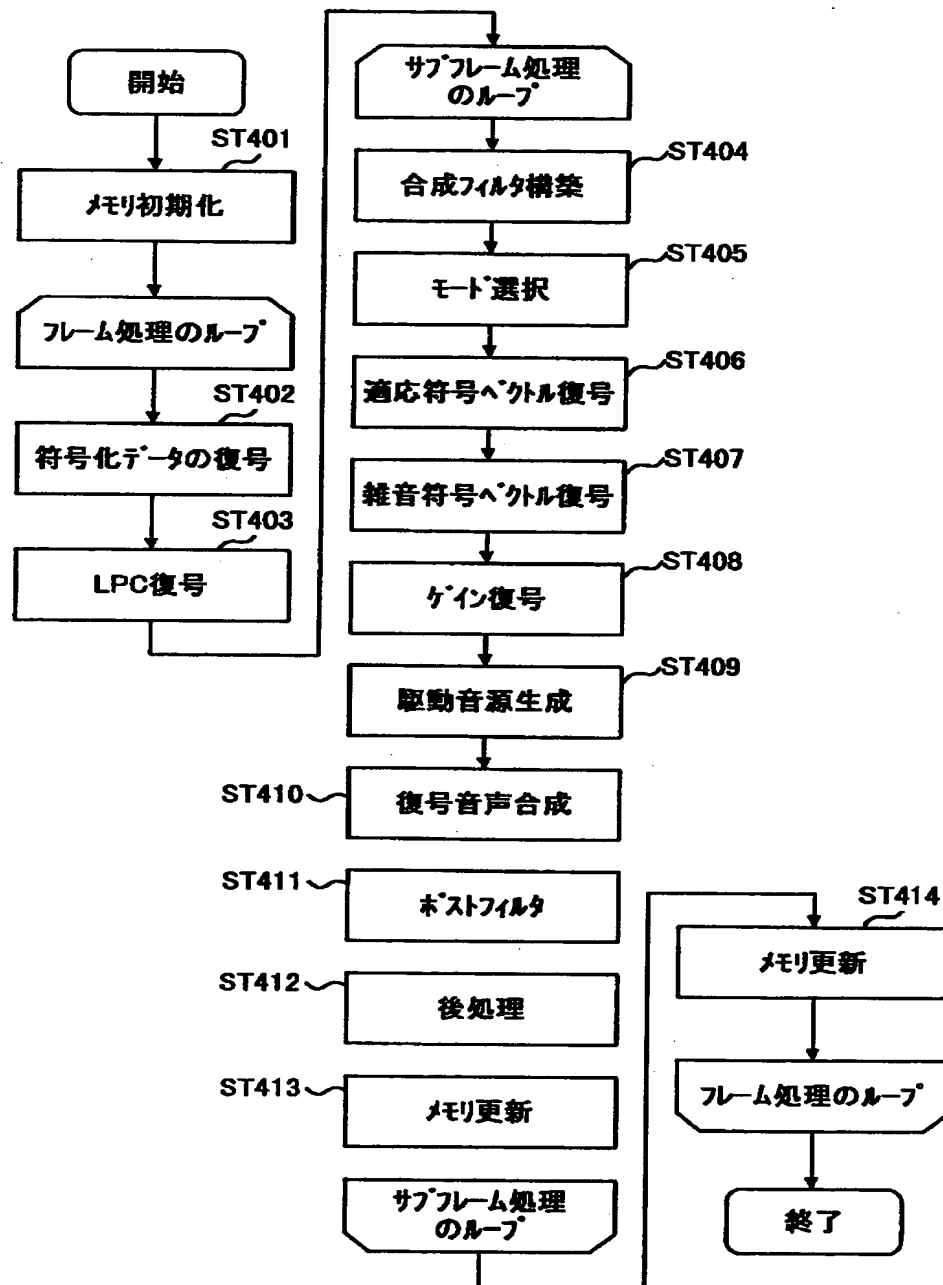 開始
ST401
メモリ初期化
フレーム処理のループ
ST402
符号化データの復号
ST403
LPC復号
サブフレーム処理
のループ
ST404
合成フィルタ構築
ST405
モード選択
ST406
適応符号ベクトル復号
ST407
雑音符号ベクトル復号
ST408
ゲイン復号
ST409
駆動音源生成
ST410
復号音声合成
ST411
ポストフィルタ
ST412
後処理
ST413
メモリ更新
サブフレーム処理
のループ
ST414
メモリ更新
フレーム処理のループ
終了